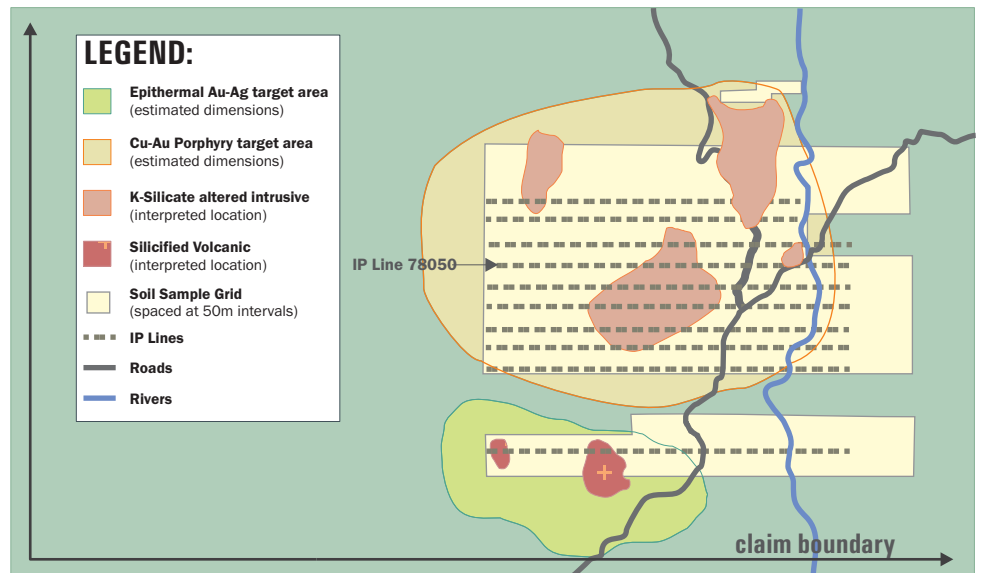 LEGEND:
Epithermal Au-Ag target area
(estimated dimensions)
Cu-Au Porphyry target area
(estimated dimensions)
K-Silicate altered intrusive
(interpreted location)
Silicified Volcanic
(interpreted location)
Soil Sample Grid
(spaced at 50m intervals)
IP Lines
Roads
Rivers
IP Line 78050
claim boundary